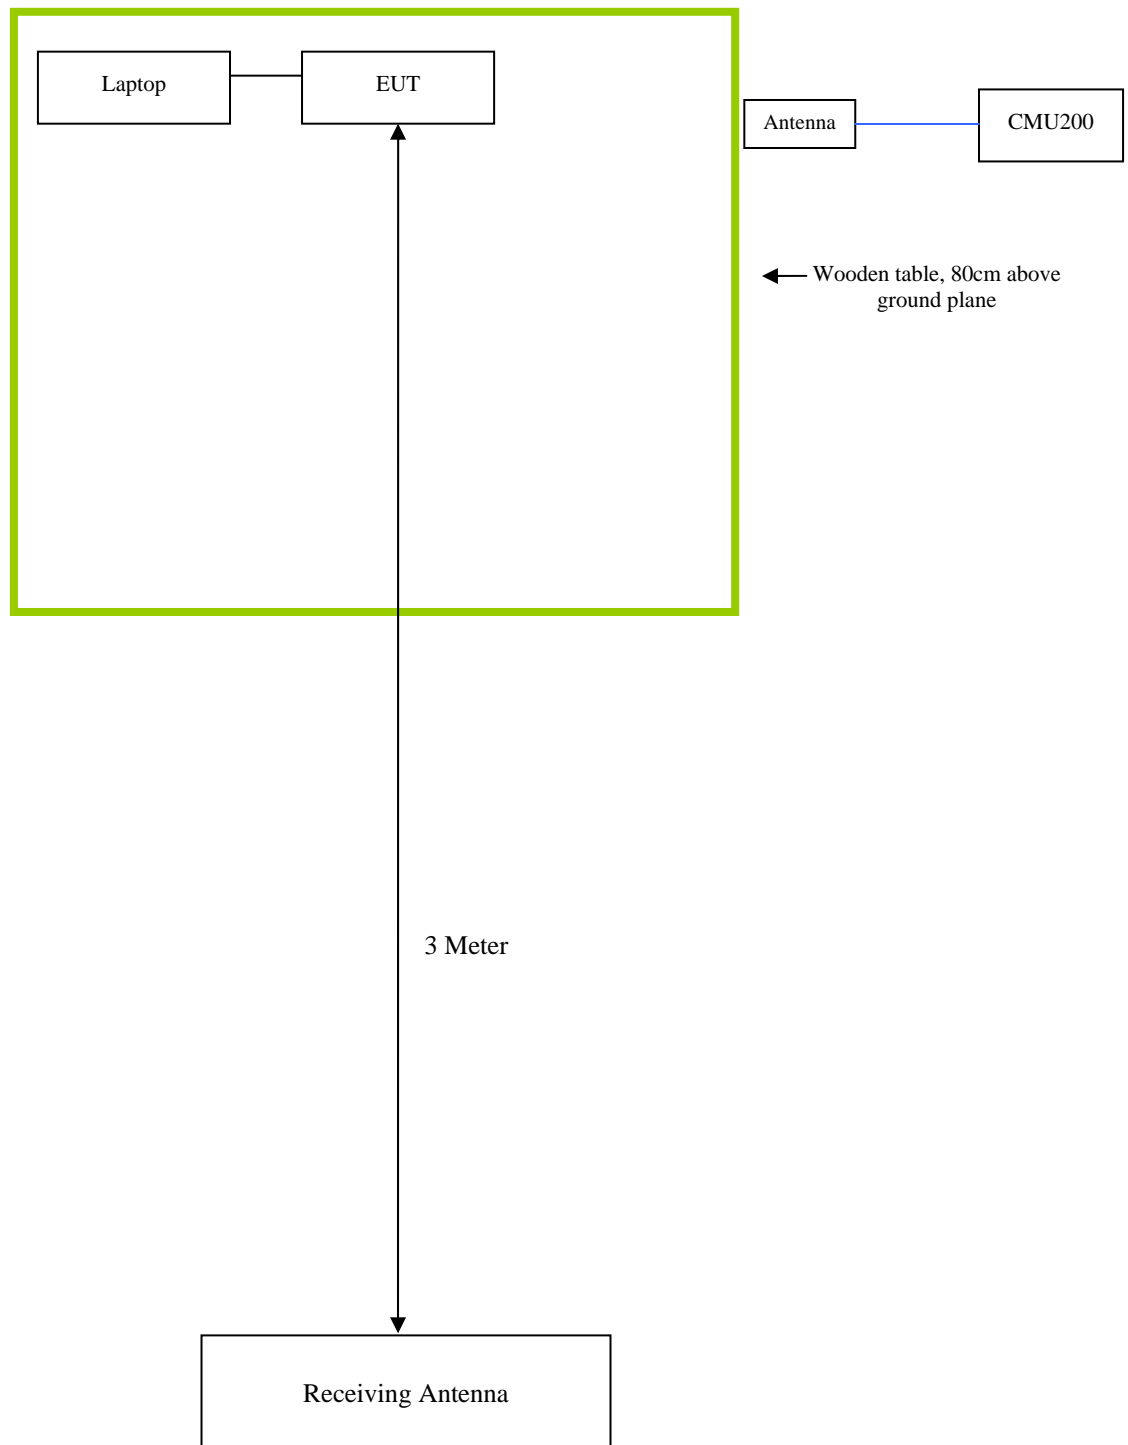 Laptop
EUT
Antenna
CMU200
Wooden table, 80cm above
ground plane
3 Meter
Receiving Antenna